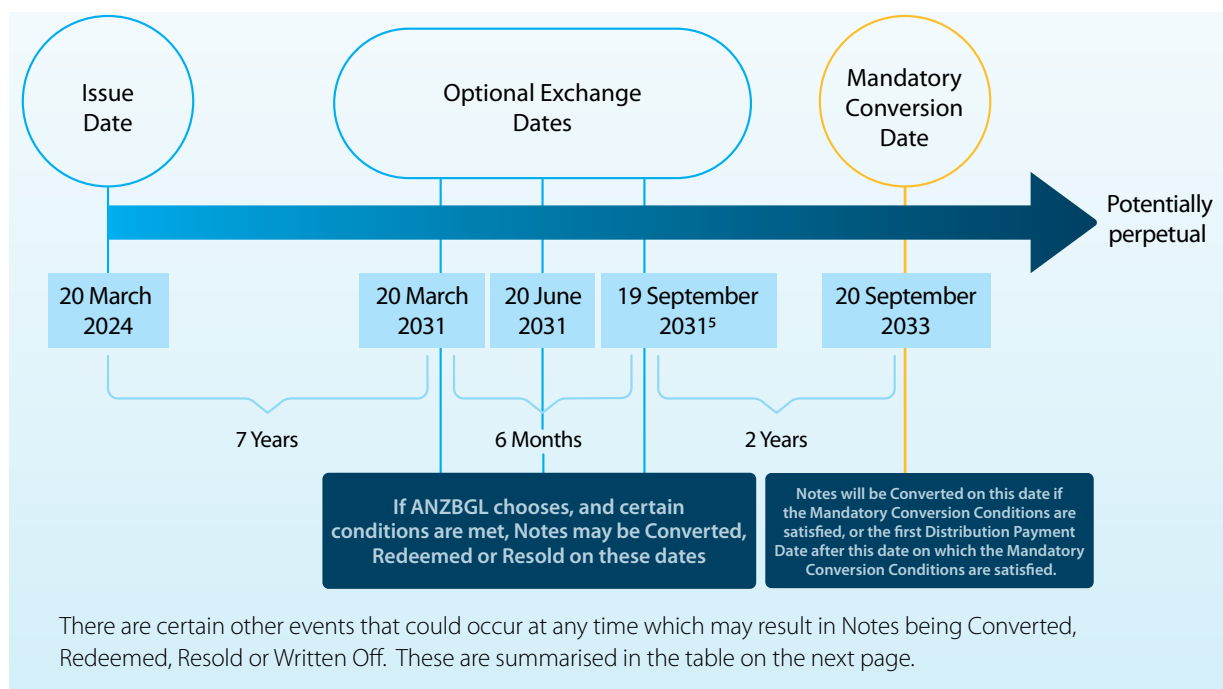 Issue
Date
Optional Exchange
Dates
Mandatory
Conversion
Date
Potentially
perpetual
20 March
2024
20 March
2031
20 June
2031
19 September
2031⁵
20 September
2033
7 Years
6 Months
2 Years
If ANZBGL chooses, and certain
conditions are met, Notes may be Converted,
Redeemed or Resold on these dates
Notes will be Converted on this date if
the Mandatory Conversion Conditions are
satisfied, or the first Distribution Payment
Date after this date on which the Mandatory
Conversion Conditions are satisfied.
There are certain other events that could occur at any time which may result in Notes being Converted,
Redeemed, Resold or Written Off. These are summarised in the table on the next page.